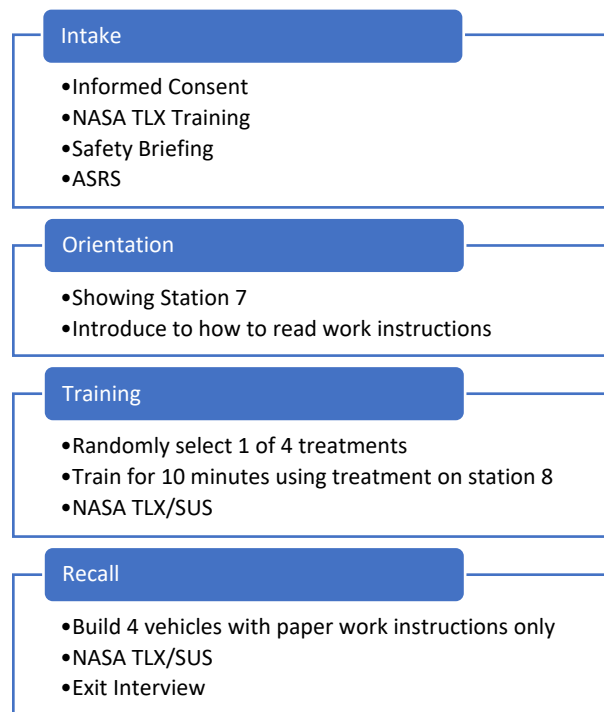 Intake
•Informed Consent
•NASA TLX Training
•Safety Briefing
•ASRS
Orientation
•Showing Station 7
•Introduce to how to read work instructions
Training
•Randomly select 1 of 4 treatments
•Train for 10 minutes using treatment on station 8
•NASA TLX/SUS
Recall
•Build 4 vehicles with paper work instructions only
•NASA TLX/SUS
•Exit Interview